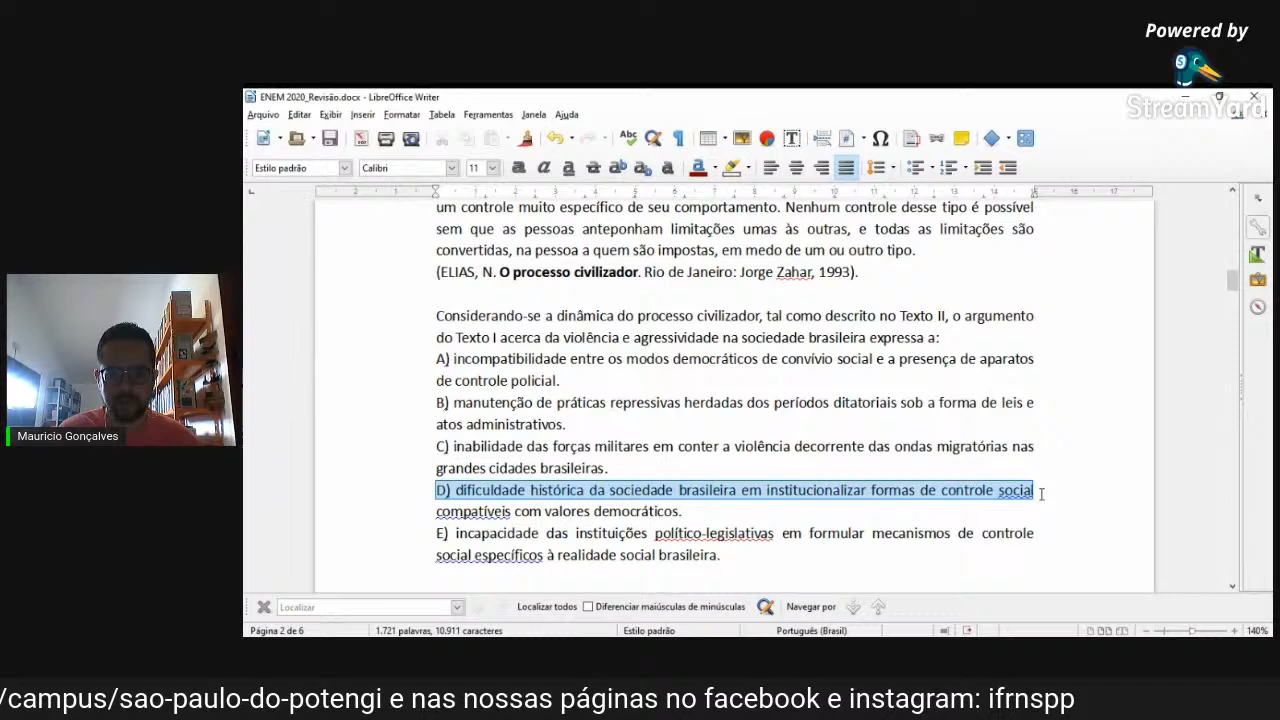 Powered by
StreamYard
ENEM 2020_Revisão.docx - LibreOffice Writer
Arquivo Editar Exibir Inserir Formatar Tabela Ferramentas Janela Ajuda
Estilo padrão Calibri 11
um controle muito específico de seu comportamento. Nenhum controle desse tipo é possível
sem que as pessoas anteponham limitações umas às outras, e todas as limitações são
convertidas, na pessoa a quem são impostas, em medo de um ou outro tipo.
(ELIAS, N. O processo civilizador. Rio de Janeiro: Jorge Zahar, 1993).
Considerando-se a dinâmica do processo civilizador, tal como descrito no Texto II, o argumento
do Texto I acerca da violência e agressividade na sociedade brasileira expressa a:
A) incompatibilidade entre os modos democráticos de convívio social e a presença de aparatos
de controle policial.
B) manutenção de práticas repressivas herdadas dos períodos ditatoriais sob a forma de leis e
atos administrativos.
C) inabilidade das forças militares em conter a violência decorrente das ondas migratórias nas
grandes cidades brasileiras.
D) dificuldade histórica da sociedade brasileira em institucionalizar formas de controle social
compatíveis com valores democráticos.
E) incapacidade das instituições político-legislativas em formular mecanismos de controle
social específicos à realidade social brasileira.
Mauricio Gonçalves
Localizar Localizar todos Diferenciar maiúsculas de minúsculas Navegar por
Página 2 de 6 1.721 palavras, 10.911 caracteres Estilo padrão Português (Brasil) 140%
/campus/sao-paulo-do-potengi e nas nossas páginas no facebook e instagram: ifrnspp